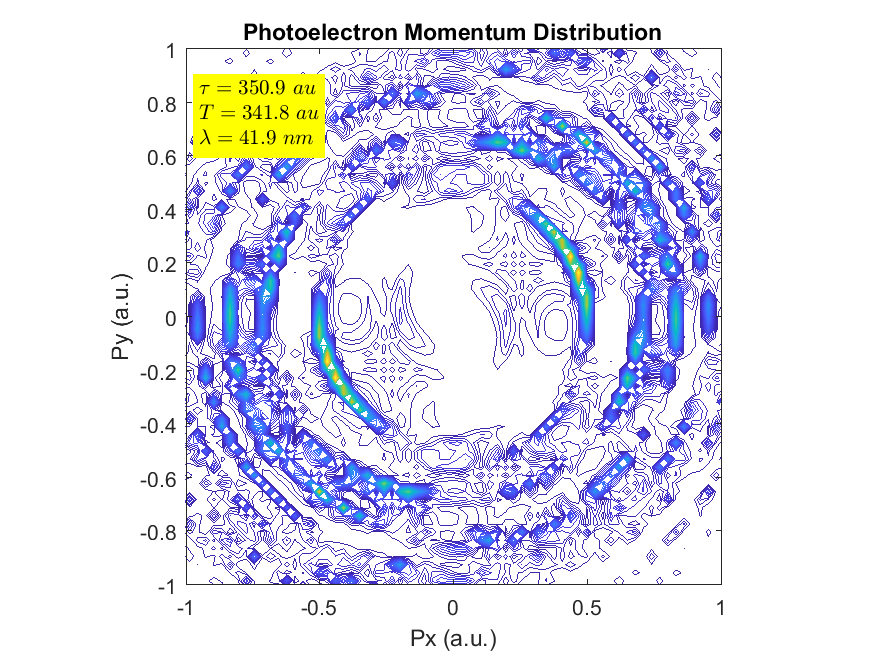 Photoelectron Momentum Distribution
τ = 350.9 au
T = 341.8 au
λ = 41.9 nm
1
0.8
0.6
0.4
0.2
0
-0.2
-0.4
-0.6
-0.8
-1
Py (a.u.)
-1
-0.5
0
0.5
1
Px (a.u.)